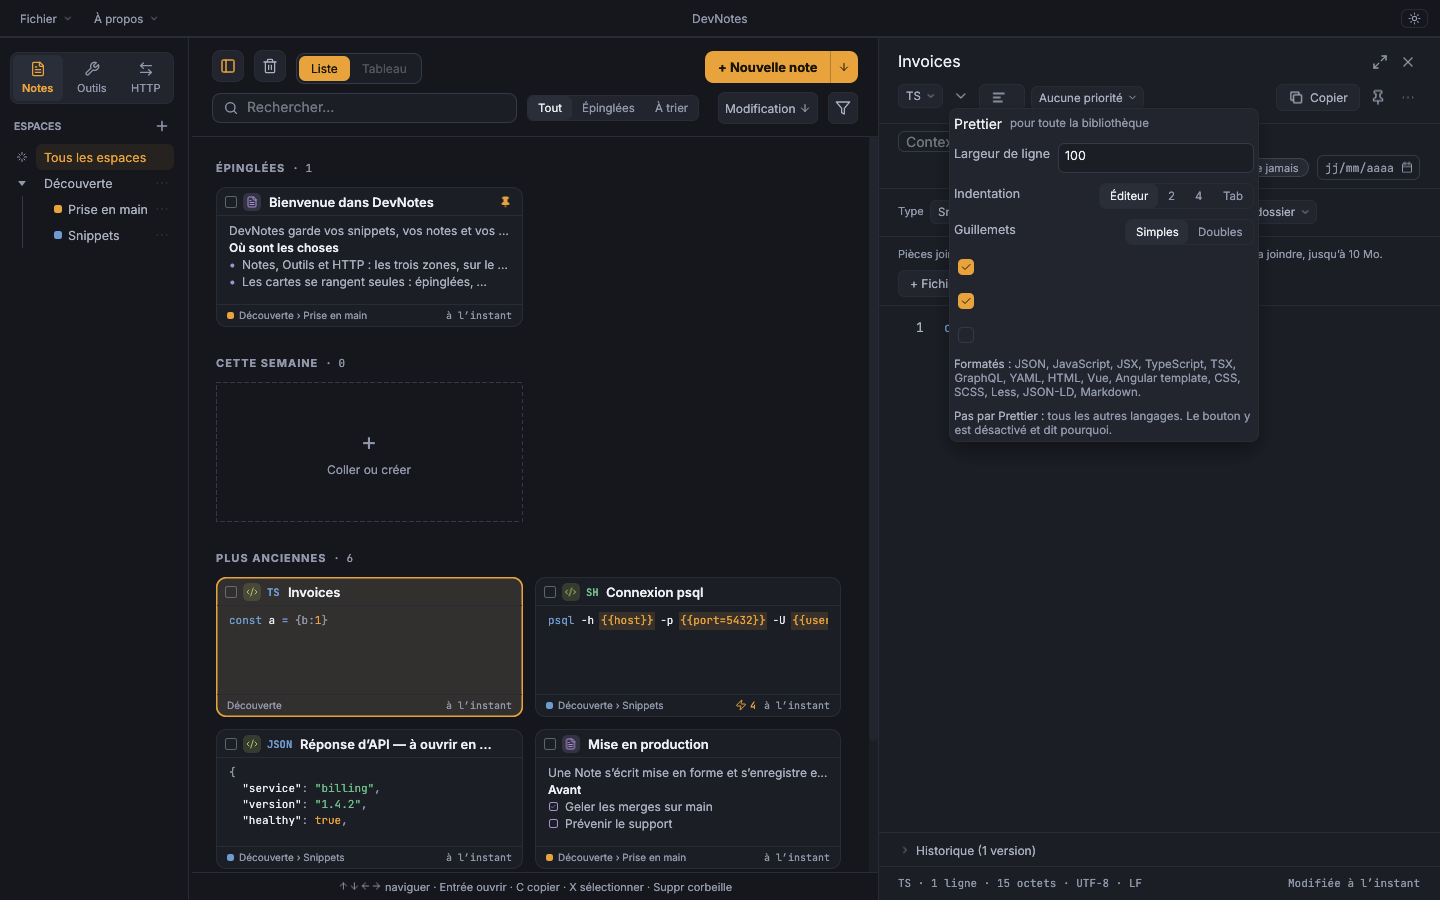 Fichier
À propos
DevNotes
Notes
Outils
HTTP
ESPACES
Tous les espaces
Découverte
Prise en main
Snippets
Liste
Tableau
+ Nouvelle note
Rechercher...
Tout
Épinglées
À trier
Modification
ÉPINGLÉES · 1
Bienvenue dans DevNotes
DevNotes garde vos snippets, vos notes et vos ...
Où sont les choses
• Notes, Outils et HTTP : les trois zones, sur le ...
• Les cartes se rangent seules : épinglées, ...
Découverte › Prise en main
à l’instant
CETTE SEMAINE · 0
+
Coller ou créer
PLUS ANCIENNES · 6
TS Invoices
const a = {b:1}
Découverte
à l’instant
SH Connexion psql
psql -h {{host}} -p {{port=5432}} -U {{user
Découverte › Snippets
4 à l’instant
JSON Réponse d’API — à ouvrir en ...
{
"service": "billing",
"version": "1.4.2",
"healthy": true,
Découverte › Snippets
à l’instant
Mise en production
Une Note s’écrit mise en forme et s’enregistre e...
Avant
Geler les merges sur main
Prévenir le support
Découverte › Prise en main
à l’instant
↑↓←→ naviguer · Entrée ouvrir · C copier · X sélectionner · Suppr corbeille
Invoices
TS
Aucune priorité
Copier
Prettier pour toute la bibliothèque
Largeur de ligne 100
Indentation Éditeur 2 4 Tab
Guillemets Simples Doubles
Formatés : JSON, JavaScript, JSX, TypeScript, TSX,
GraphQL, YAML, HTML, Vue, Angular template, CSS,
SCSS, Less, JSON-LD, Markdown.
Pas par Prettier : tous les autres langages. Le bouton y
est désactivé et dit pourquoi.
Contex
jamais
jj/mm/aaaa
Type
Sn
dossier
Pièces join
a joindre, jusqu’à 10 Mo.
+ Fichi
1
Historique (1 version)
TS · 1 ligne · 15 octets · UTF-8 · LF
Modifiée à l’instant